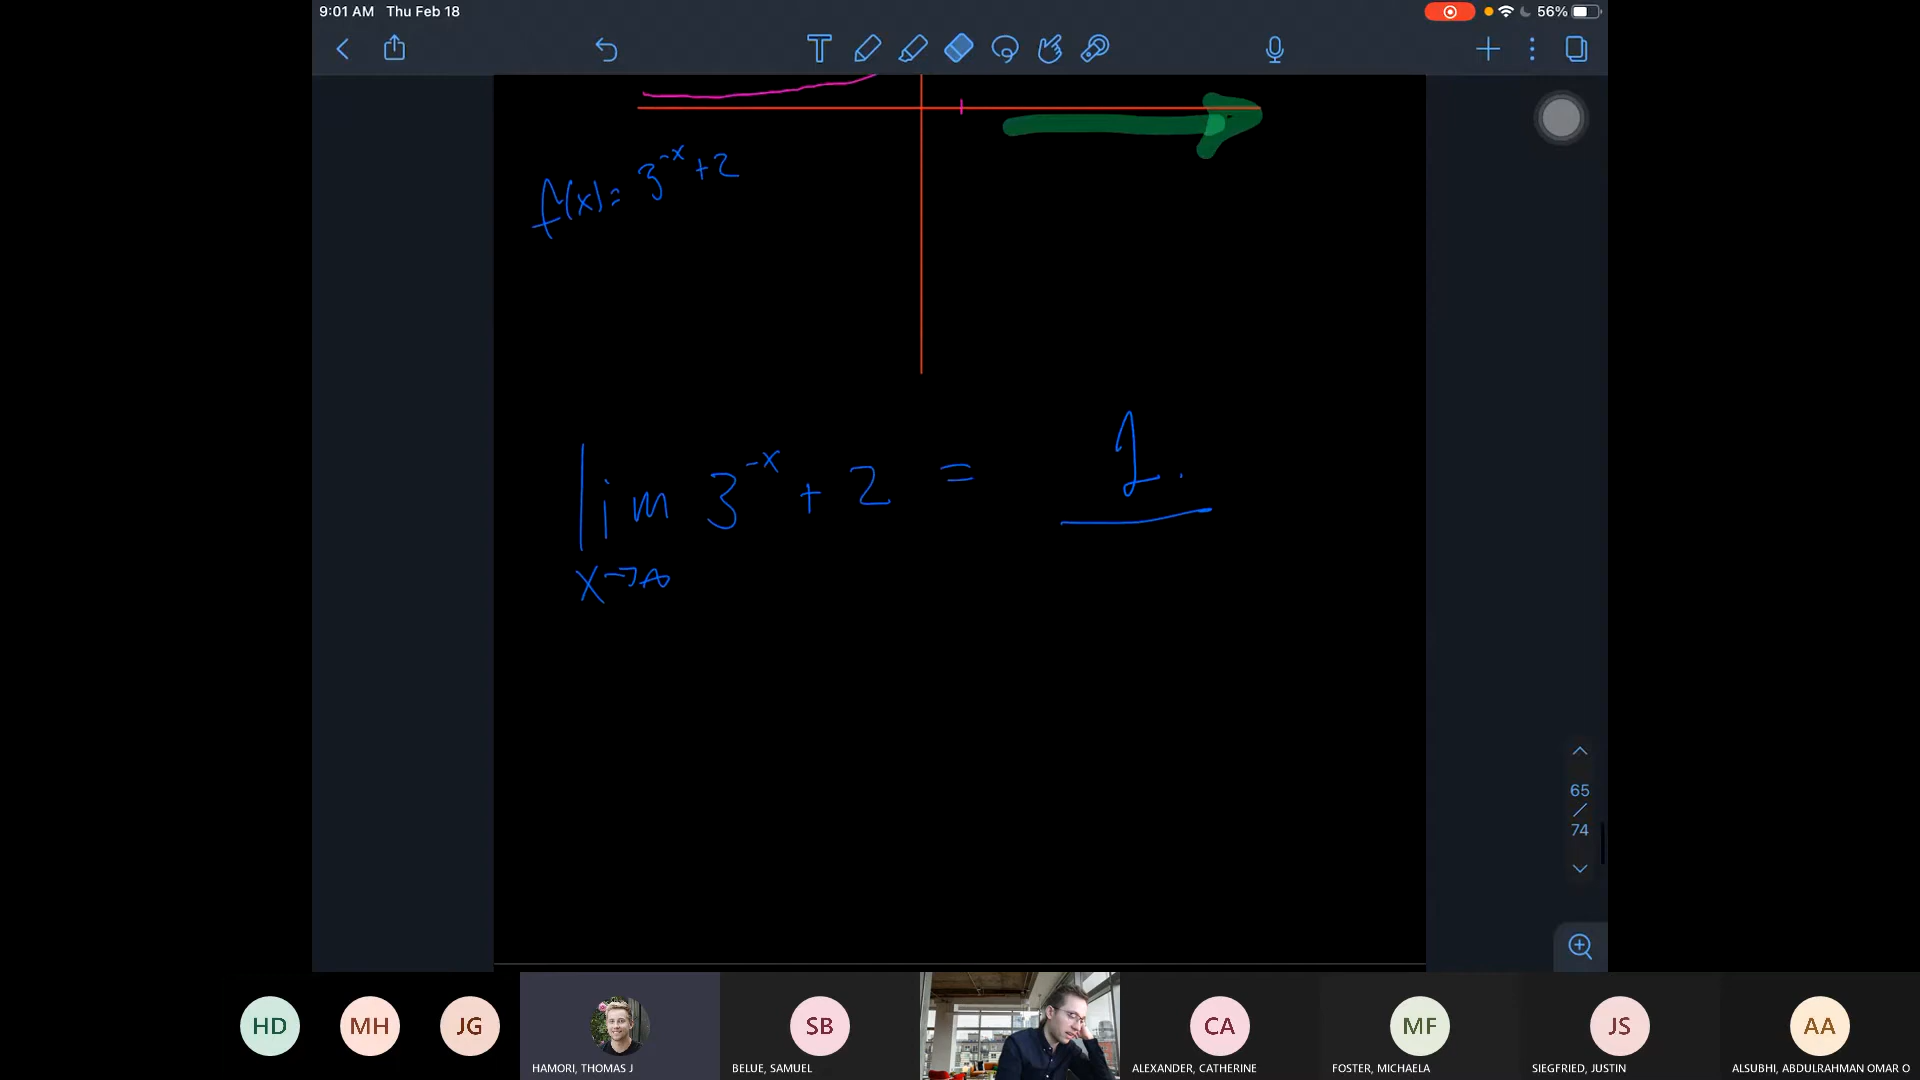 9:01 AM Thu Feb 18
56%
T
f(x) = 3^{-x} + 2
lim 3^{-x} + 2 = 1.
x→∞
65
/
74
HD
MH
JG
SB
CA
MF
JS
AA
HAMORI, THOMAS J
BELUE, SAMUEL
ALEXANDER, CATHERINE
FOSTER, MICHAELA
SIEGFRIED, JUSTIN
ALSUBHI, ABDULRAHMAN OMAR O